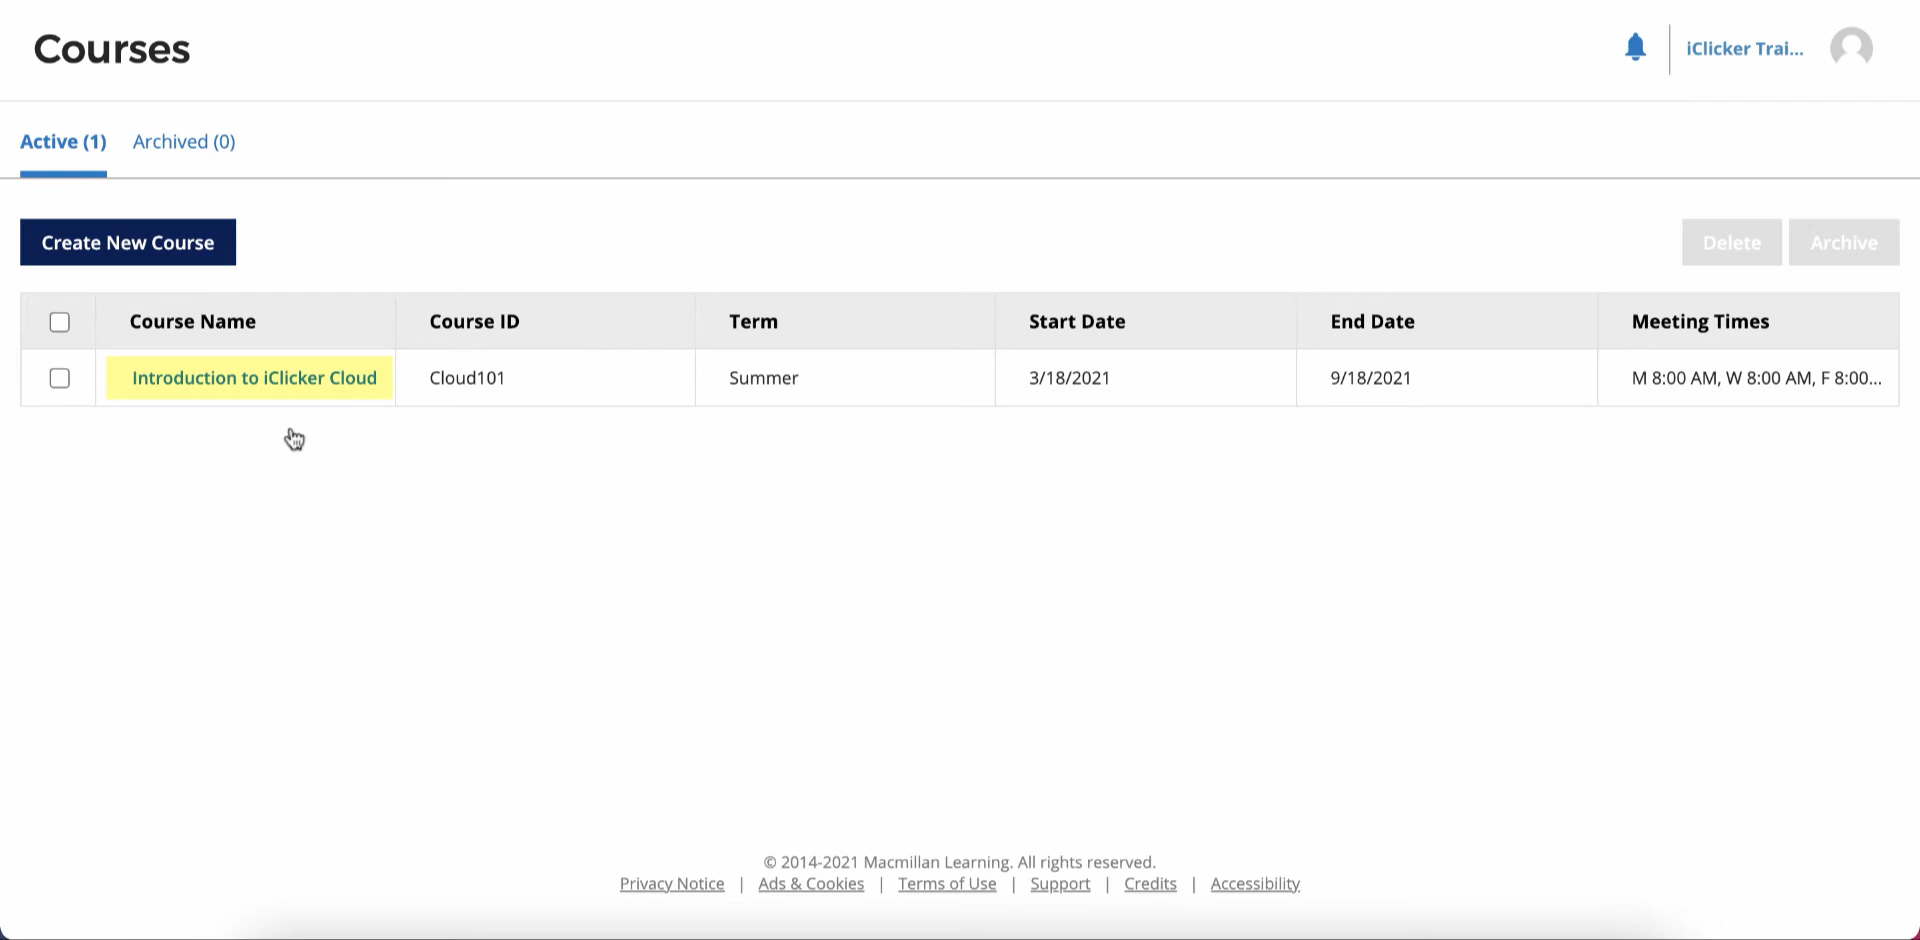 Courses
iClicker Trai...
Active (1) Archived (0)
Create New Course
Delete Archive
Course Name Course ID Term Start Date End Date Meeting Times
Introduction to iClicker Cloud Cloud101 Summer 3/18/2021 9/18/2021 M 8:00 AM, W 8:00 AM, F 8:00...
© 2014-2021 Macmillan Learning. All rights reserved.
Privacy Notice | Ads & Cookies | Terms of Use | Support | Credits | Accessibility